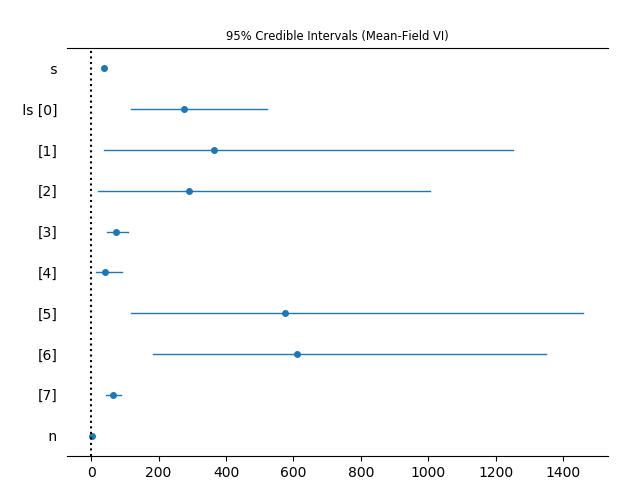 95% Credible Intervals (Mean-Field VI)
s
ls [0]
[1]
[2]
[3]
[4]
[5]
[6]
[7]
n
0 200 400 600 800 1000 1200 1400